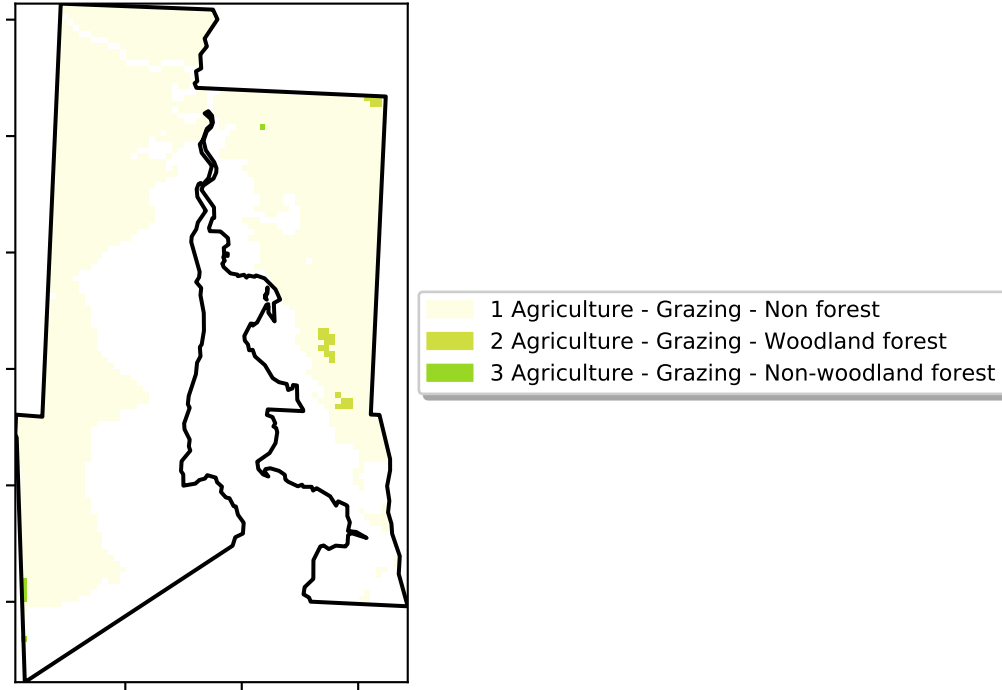 1 Agriculture - Grazing - Non forest
2 Agriculture - Grazing - Woodland forest
3 Agriculture - Grazing - Non-woodland forest